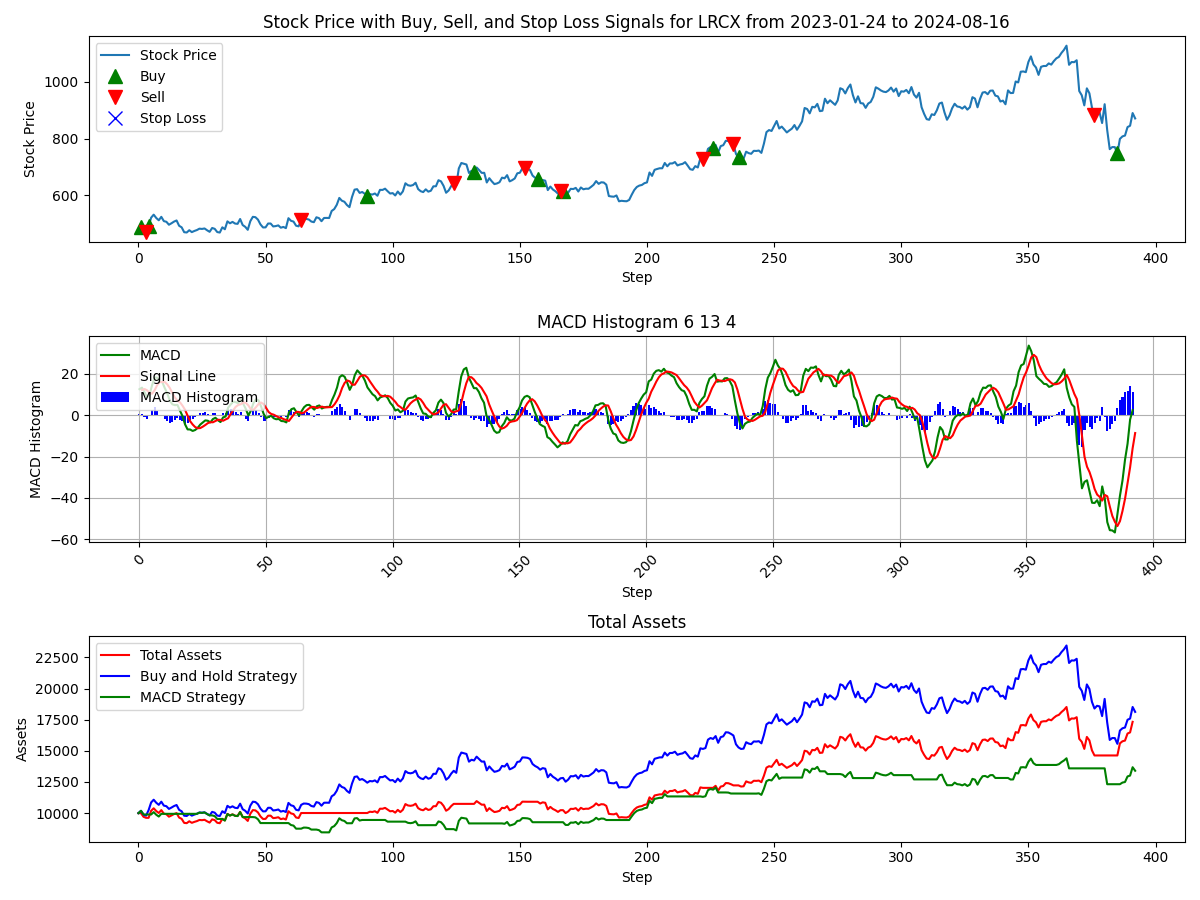 Stock Price with Buy, Sell, and Stop Loss Signals for LRCX from 2023-01-24 to 2024-08-16
Stock Price
Buy
Sell
Stop Loss
Stock Price
1000
800
600
0 50 100 150 200 250 300 350 400
Step
MACD Histogram 6 13 4
MACD
Signal Line
MACD Histogram
MACD Histogram
20
0
−20
−40
−60
0 50 100 150 200 250 300 350 400
Step
Total Assets
Total Assets
Buy and Hold Strategy
MACD Strategy
Assets
22500
20000
17500
15000
12500
10000
0 50 100 150 200 250 300 350 400
Step